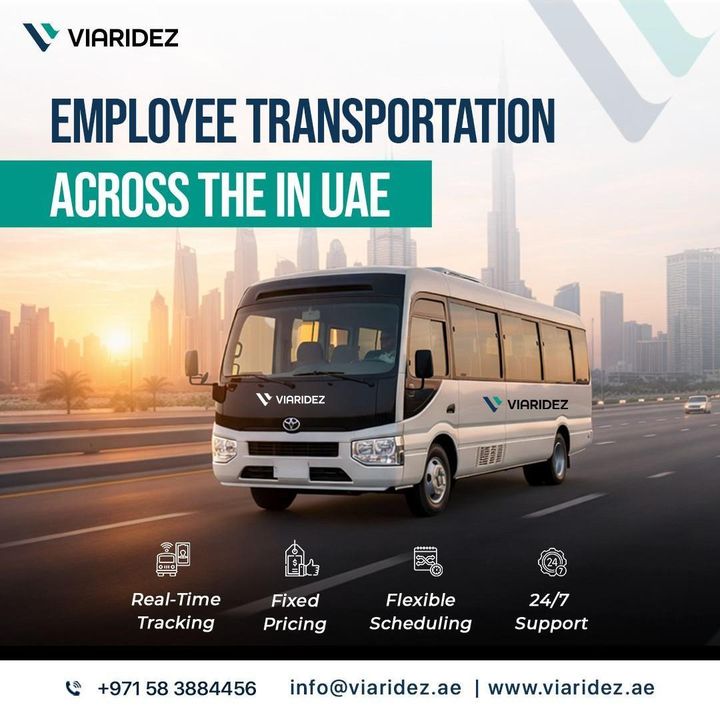 VIARIDEZ
EMPLOYEE TRANSPORTATION
ACROSS THE IN UAE
VIARIDEZ
VIARIDEZ
Real-Time
Tracking
Fixed
Pricing
Flexible
Scheduling
24/7
Support
$
24
7
+971 58 3884456
info@viaridez.ae | www.viaridez.ae